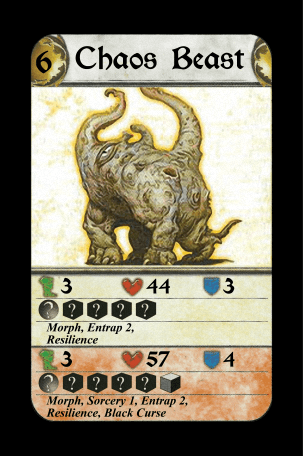 6 Chaos Beast
3 44 3
? ? ? ? ?
Morph, Entrap 2,
Resilience
3 57 4
? ? ? ? ?
Morph, Sorcery 1, Entrap 2,
Resilience, Black Curse